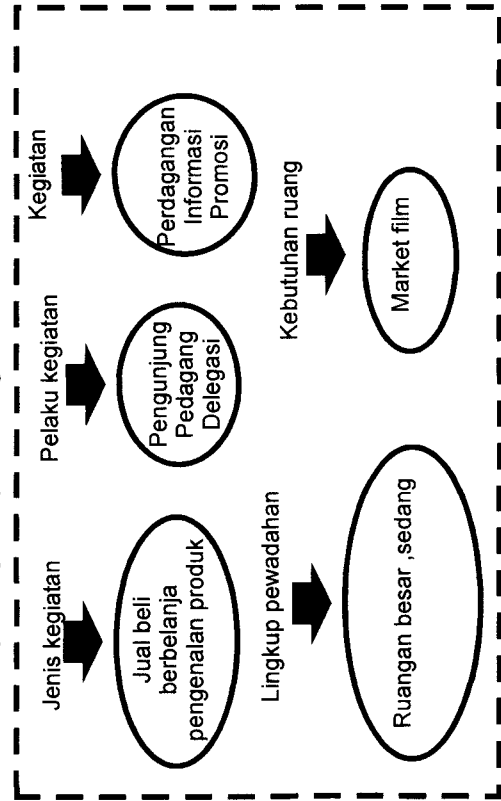 Jenis kegiatan
Jual beli
berbelanja
pengenalan produk
Pelaku kegiatan
Pengunjung
Pedagang
Delegasi
Kegiatan
Perdagangan
Informasi
Promosi
Lingkup pewadahan
Ruangan besar ,sedang
Kebutuhan ruang
Market film